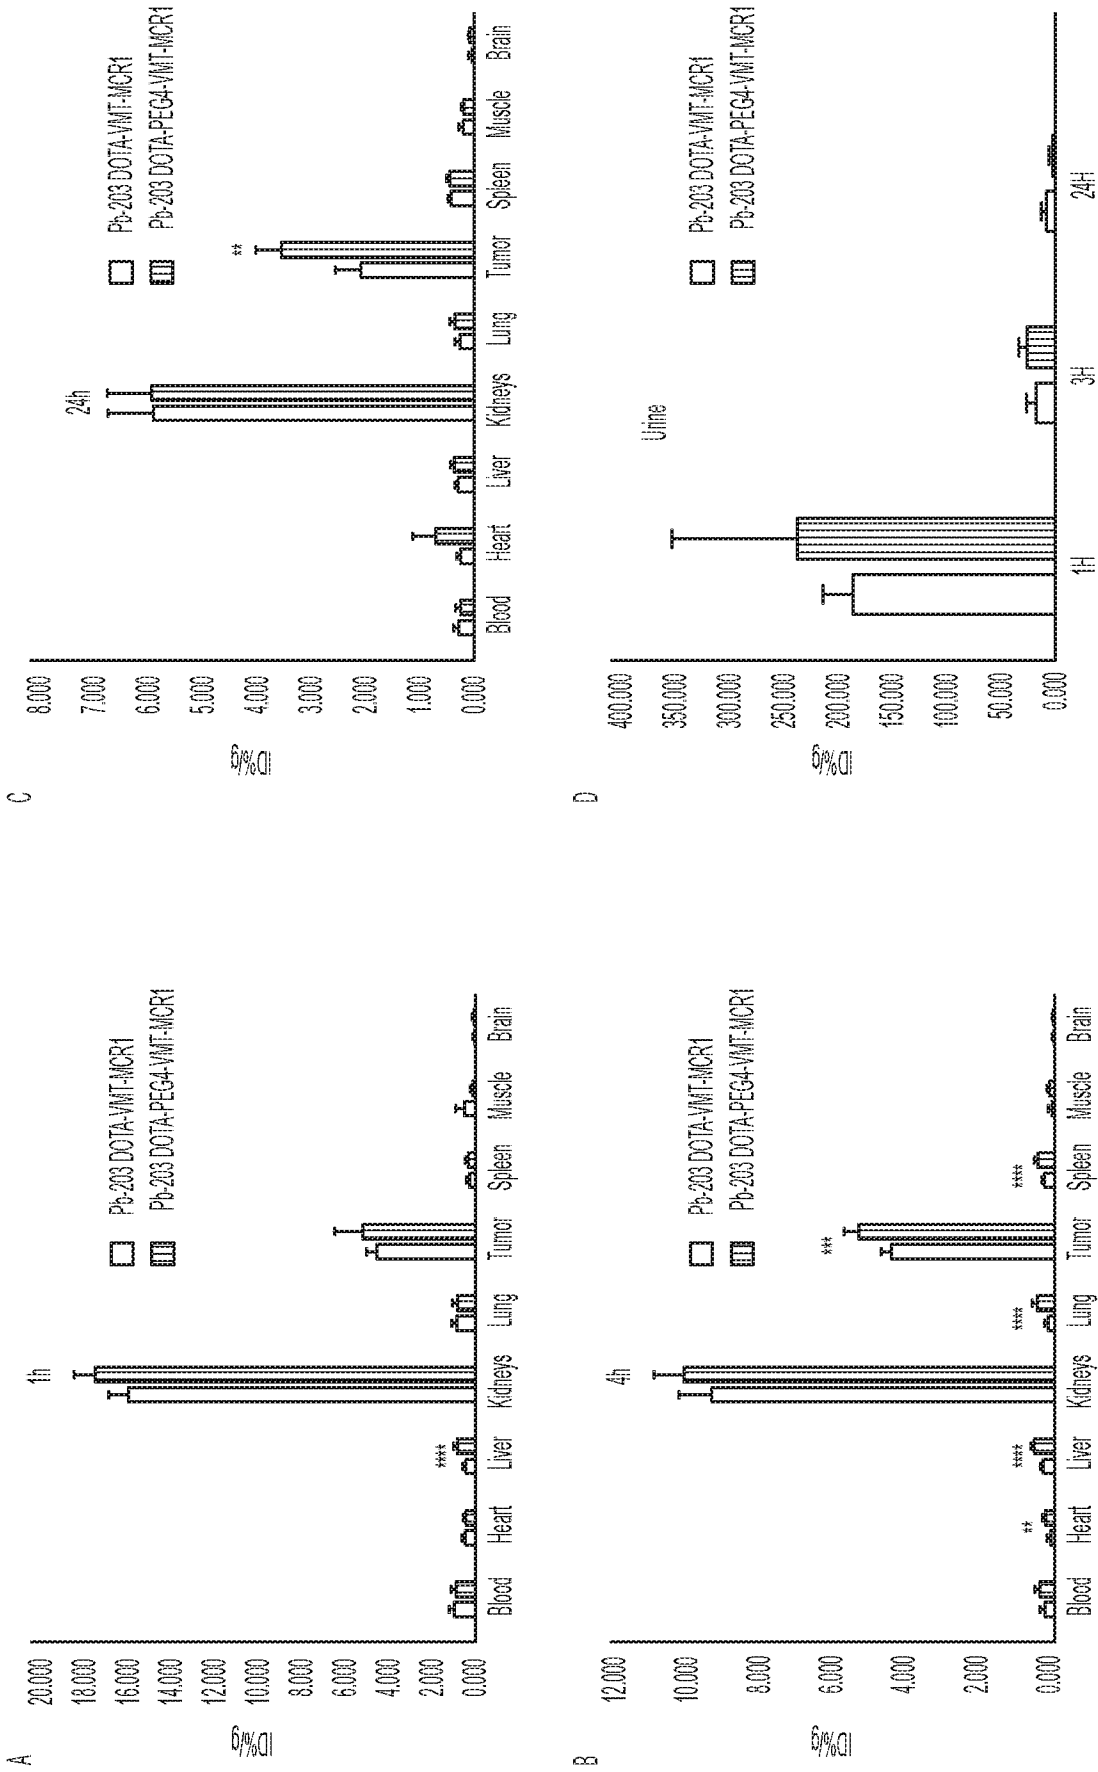 A
1h
ID%/g
20.000
18.000
16.000
14.000
12.000
10.000
8.000
6.000
4.000
2.000
0.000
Pb-203 DOTA-VMT-MCR1
Pb-203 DOTA-PEG4-VMT-MCR1
****
Blood Heart Liver Kidneys Lung Tumor Spleen Muscle Brain
B
4h
ID%/g
12.000
10.000
8.000
6.000
4.000
2.000
0.000
Pb-203 DOTA-VMT-MCR1
Pb-203 DOTA-PEG4-VMT-MCR1
** **** **** *** ****
Blood Heart Liver Kidneys Lung Tumor Spleen Muscle Brain
C
24h
ID%/g
8.000
7.000
6.000
5.000
4.000
3.000
2.000
1.000
0.000
Pb-203 DOTA-VMT-MCR1
Pb-203 DOTA-PEG4-VMT-MCR1
**
Blood Heart Liver Kidneys Lung Tumor Spleen Muscle Brain
D
Urine
ID%/g
400.000
350.000
300.000
250.000
200.000
150.000
100.000
50.000
0.000
Pb-203 DOTA-VMT-MCR1
Pb-203 DOTA-PEG4-VMT-MCR1
1H 3H 24H